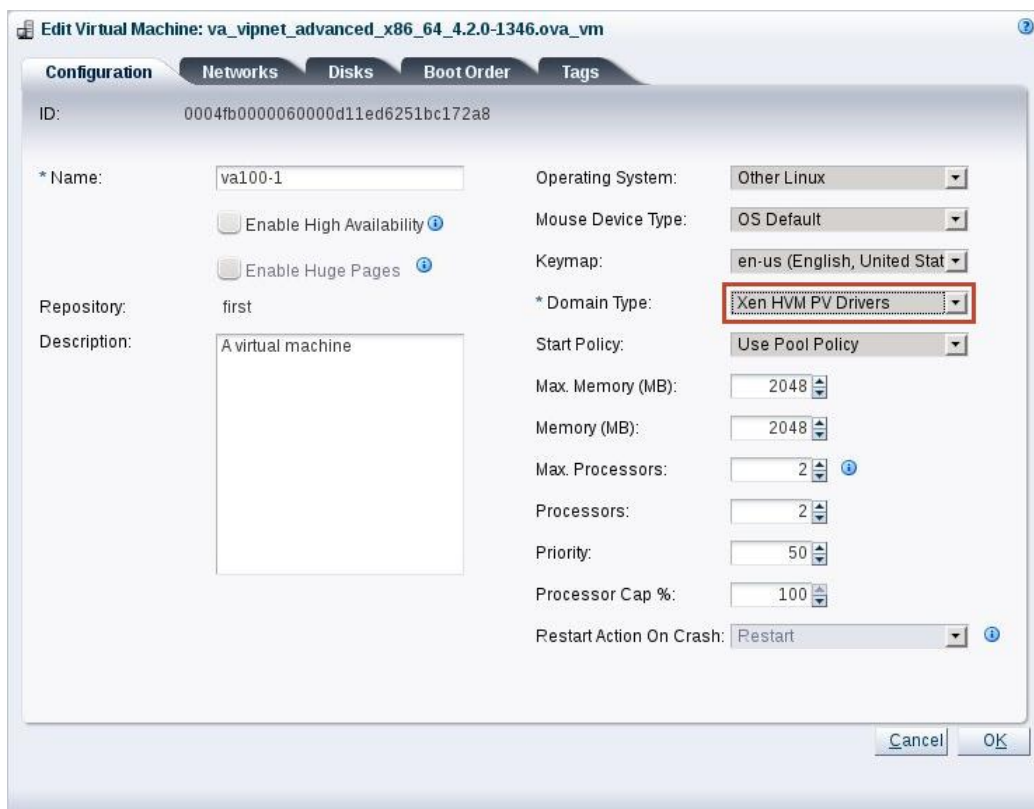 Edit Virtual Machine: va_vipnet_advanced_x86_64_4.2.0-1346.ova_vm
Configuration Networks Disks Boot Order Tags
ID: 0004fb0000060000d11ed6251bc172a8
* Name: va100-1
Enable High Availability
Enable Huge Pages
Repository: first
Description: A virtual machine
Operating System: Other Linux
Mouse Device Type: OS Default
Keymap: en-us (English, United Stat
* Domain Type: Xen HVM PV Drivers
Start Policy: Use Pool Policy
Max. Memory (MB): 2048
Memory (MB): 2048
Max. Processors: 2
Processors: 2
Priority: 50
Processor Cap %: 100
Restart Action On Crash: Restart
Cancel OK